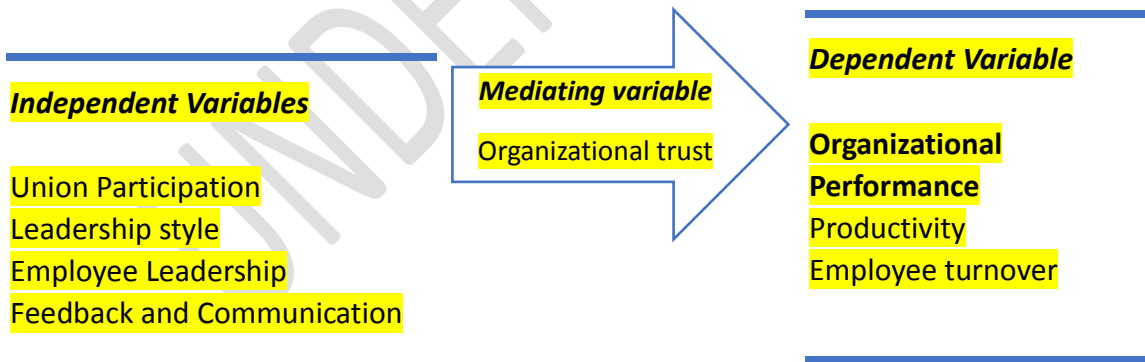 Independent Variables
Union Participation
Leadership style
Employee Leadership
Feedback and Communication
Mediating variable
Organizational trust
Dependent Variable
Organizational
Performance
Productivity
Employee turnover